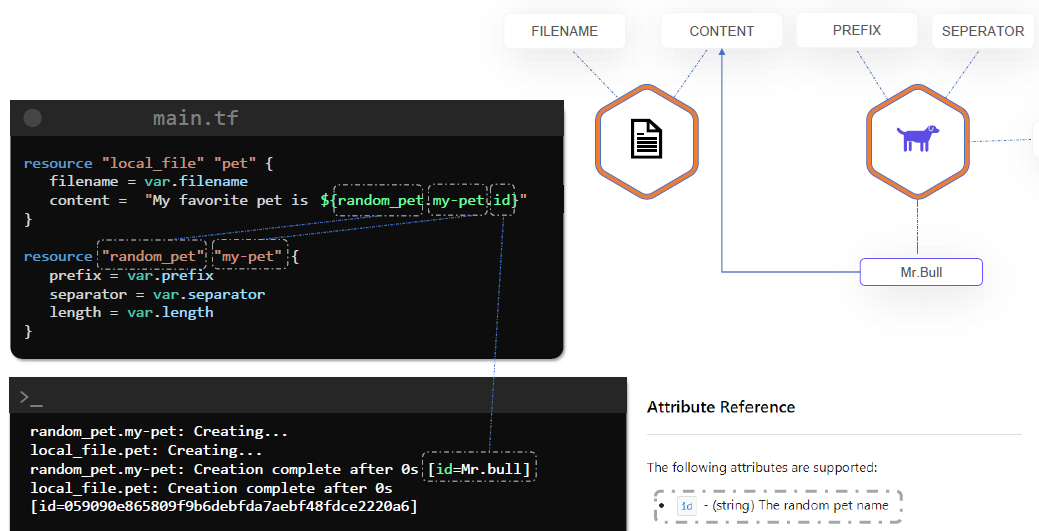 FILENAME
CONTENT
PREFIX
SEPERATOR
main.tf
resource "local_file" "pet" {
filename = var.filename
content = "My favorite pet is ${random_pet.my-pet.id}"
}
resource "random_pet" "my-pet" {
prefix = var.prefix
separator = var.separator
length = var.length
}
Mr.Bull
>_
random_pet.my-pet: Creating...
local_file.pet: Creating...
random_pet.my-pet: Creation complete after 0s [id=Mr.bull]
local_file.pet: Creation complete after 0s
[id=059090e865809f9b6debfda7aebf48fdce2220a6]
Attribute Reference
The following attributes are supported:
• id - (string) The random pet name